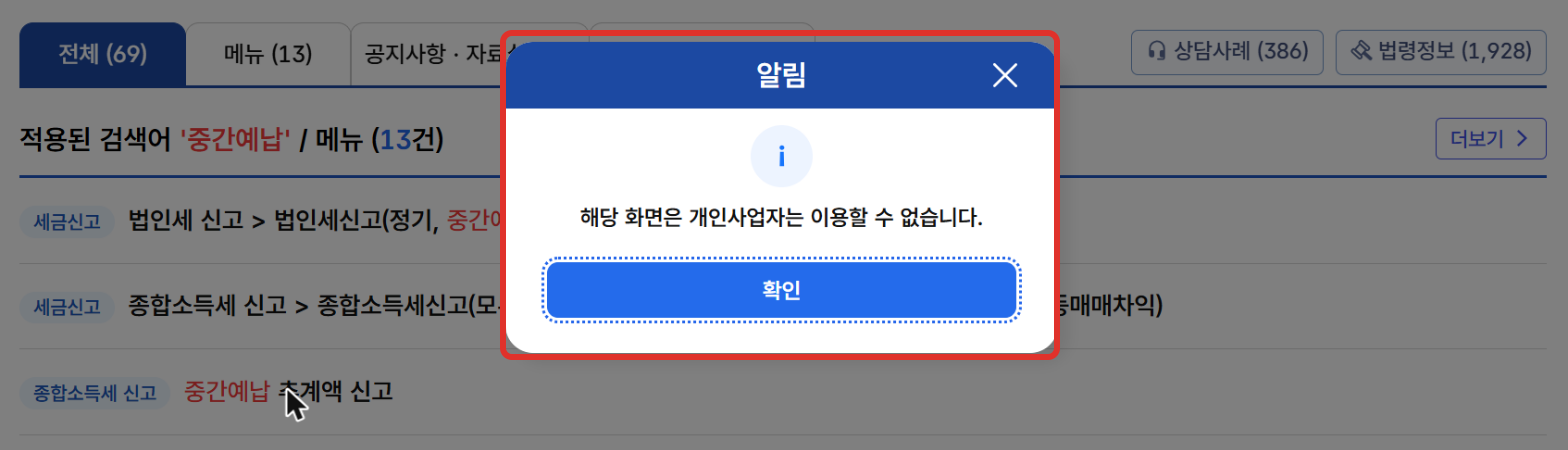 전체 (69)
메뉴 (13)
공지사항 · 자료
상담사례 (386)
법령정보 (1,928)
알림
적용된 검색어 '중간예납' / 메뉴 (13건)
더보기
i
해당 화면은 개인사업자는 이용할 수 없습니다.
확인
세금신고 법인세 신고 > 법인세신고(정기, 중간
세금신고 종합소득세 신고 > 종합소득세신고(모
매매차익)
종합소득세 신고 중간예납 추계액 신고